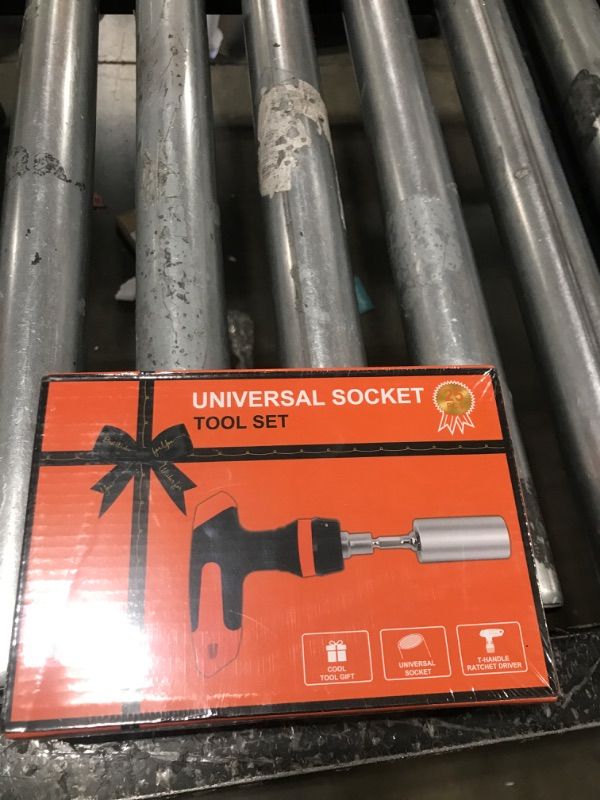 UNIVERSAL SOCKET
TOOL SET
COOL
TOOL GIFT
UNIVERSAL
SOCKET
T-HANDLE
RATCHET DRIVER